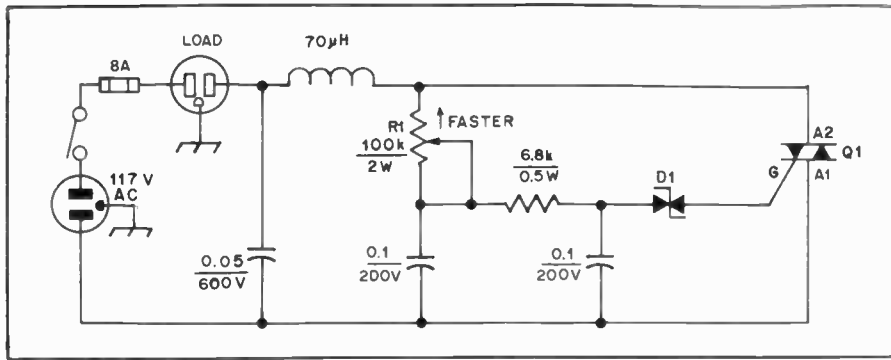 LOAD
70µH
8A
R1
FASTER
100k
2W
6.8k
0.5W
D1
A2
Q1
G
A1
117 V
AC
0.05
600V
0.1
200V
0.1
200V